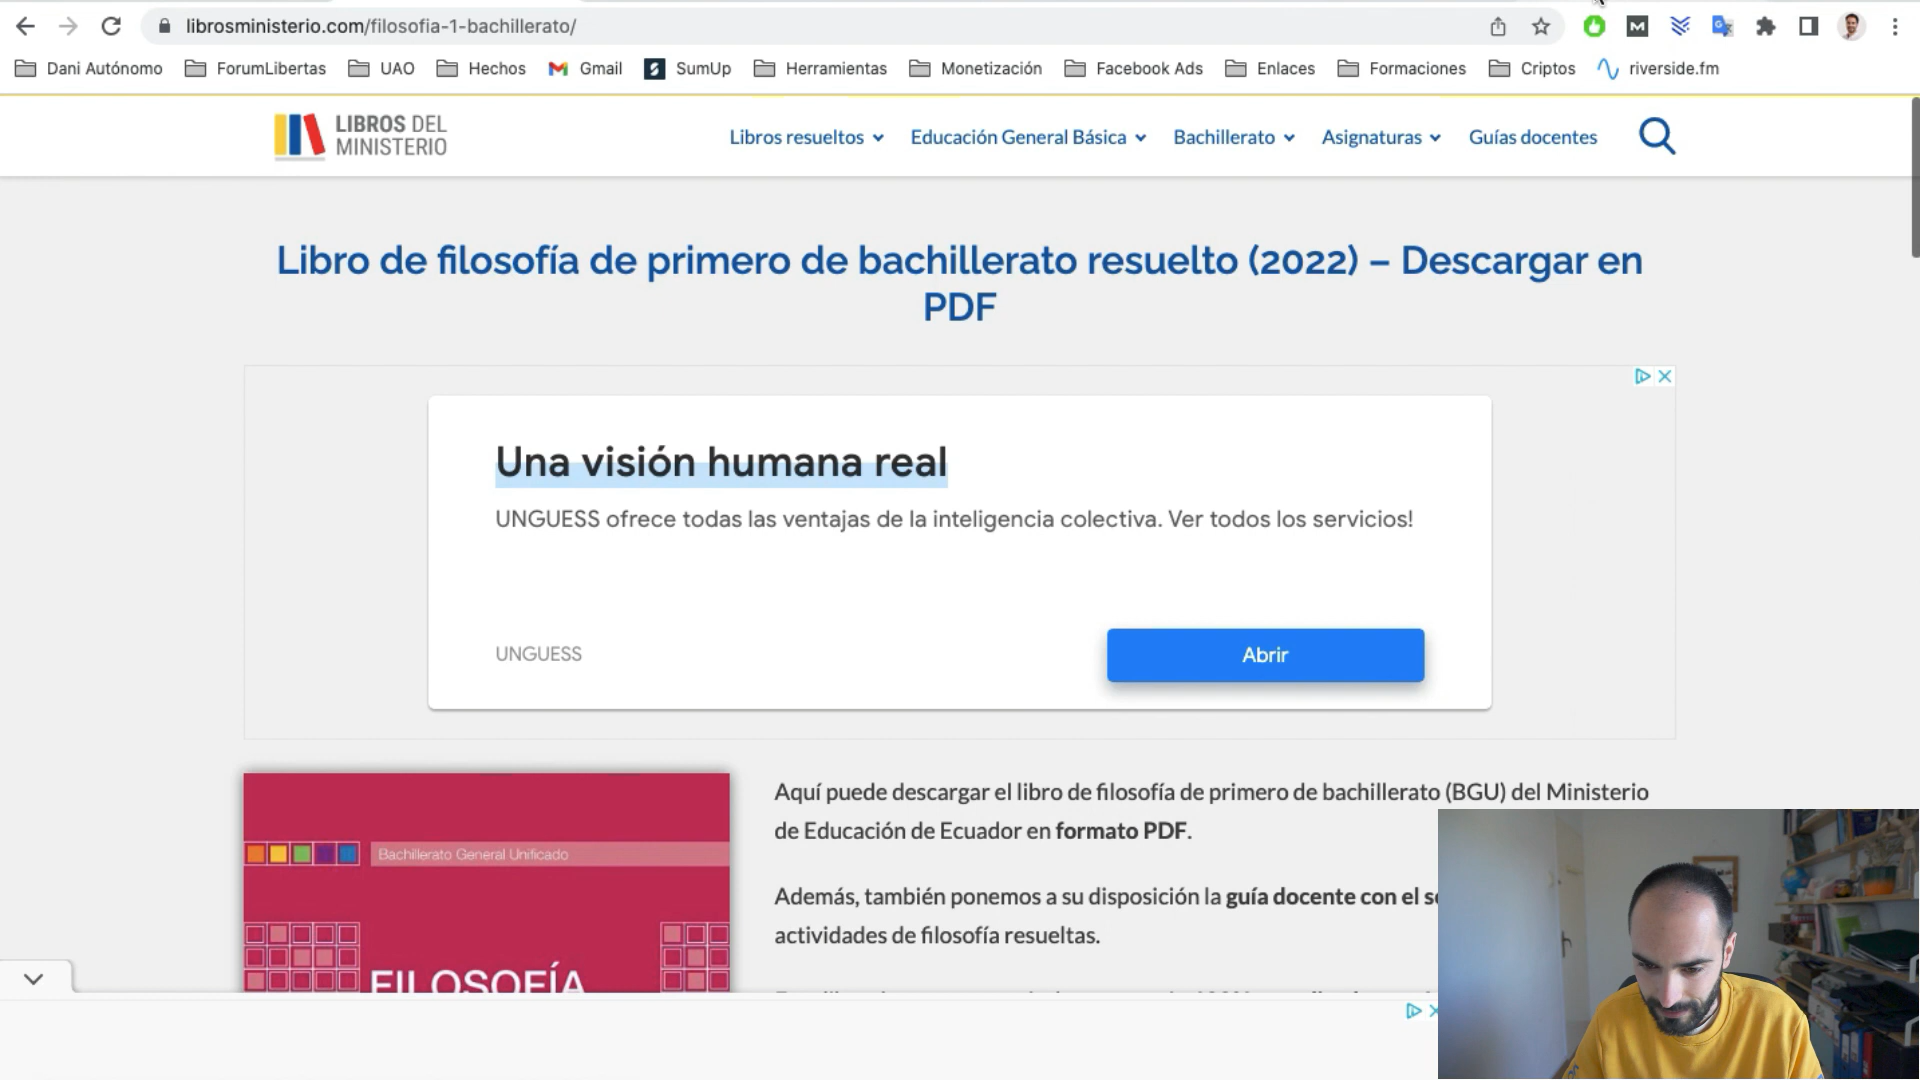 librosministerio.com/filosofia-1-bachillerato/
Dani Autónomo ForumLibertas UAO Hechos Gmail SumUp Herramientas Monetización Facebook Ads Enlaces Formaciones Criptos riverside.fm
LIBROS DEL
MINISTERIO
Libros resueltos Educación General Básica Bachillerato Asignaturas Guías docentes
Libro de filosofía de primero de bachillerato resuelto (2022) – Descargar en
PDF
Una visión humana real
UNGUESS ofrece todas las ventajas de la inteligencia colectiva. Ver todos los servicios!
UNGUESS
Abrir
Bachillerato General Unificado
FILOSOFÍA
Aquí puede descargar el libro de filosofía de primero de bachillerato (BGU) del Ministerio
de Educación de Ecuador en formato PDF.
Además, también ponemos a su disposición la guía docente con el
actividades de filosofía resueltas.